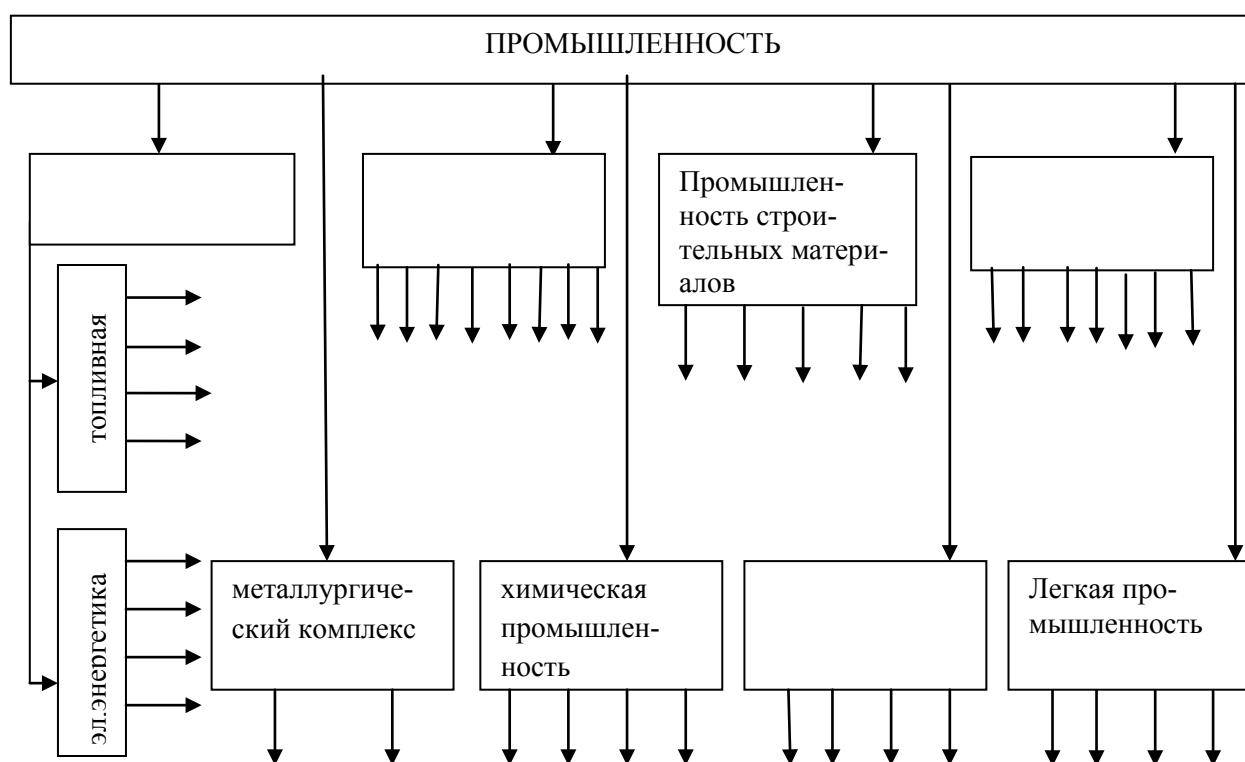 ПРОМЫШЛЕННОСТЬ
Промышлен-
ность строи-
тельных матери-
алов
топливная
эл.энергетика
металлургиче-
ский комплекс
химическая
промышлен-
ность
Легкая про-
мышленность